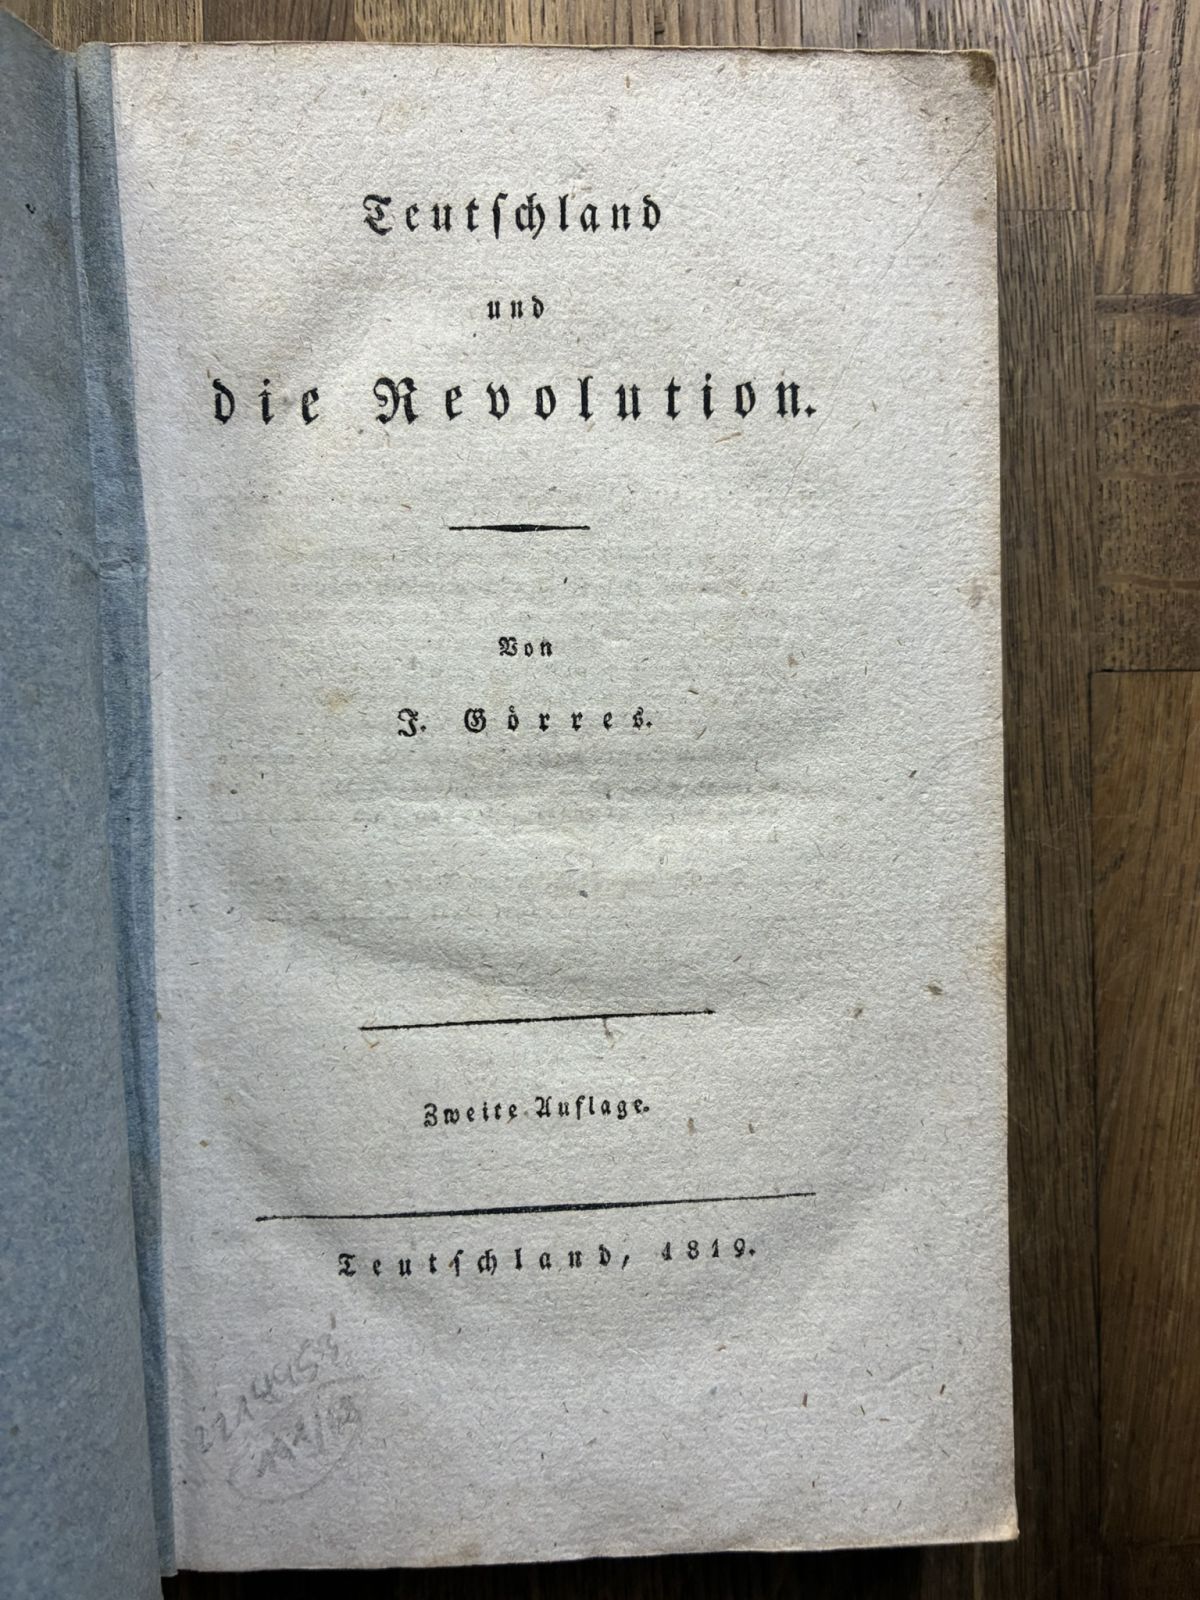 Teutschland
und
die Revolution.
Von
J. Görres.
Zweite Auflage.
Teutschland, 1819.